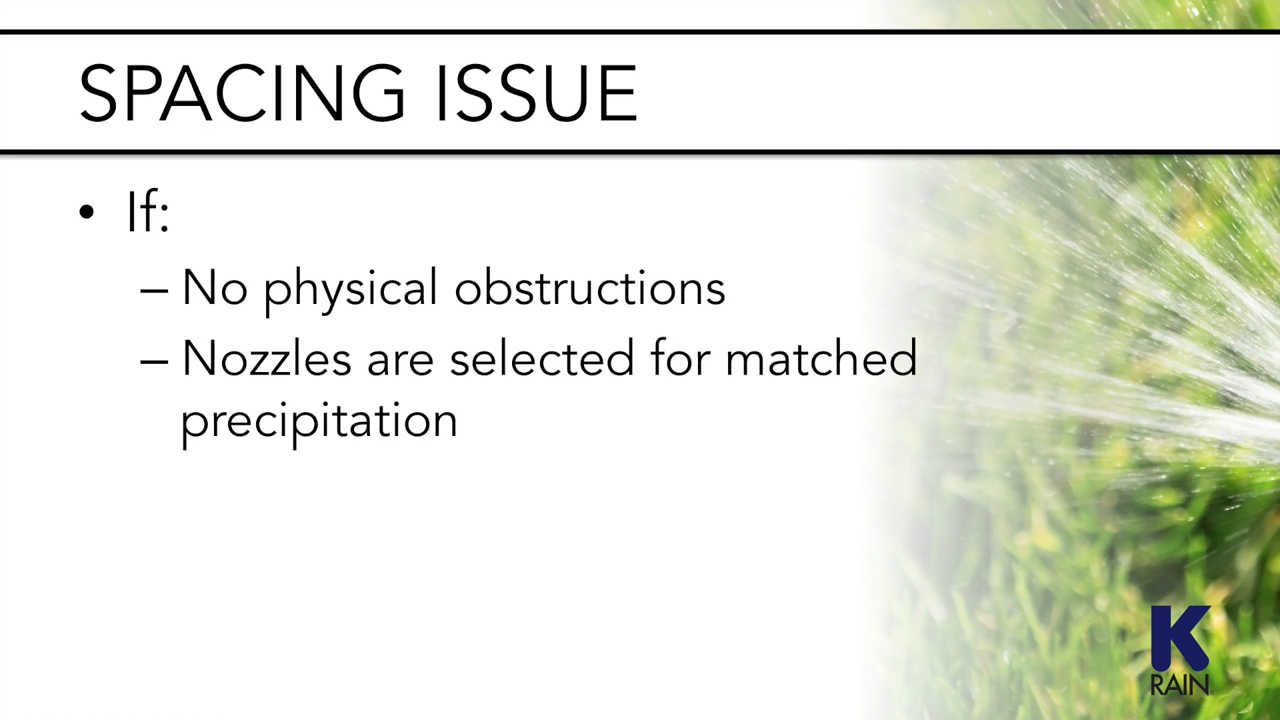 SPACING ISSUE
• If:
– No physical obstructions
– Nozzles are selected for matched
precipitation
K
RAIN